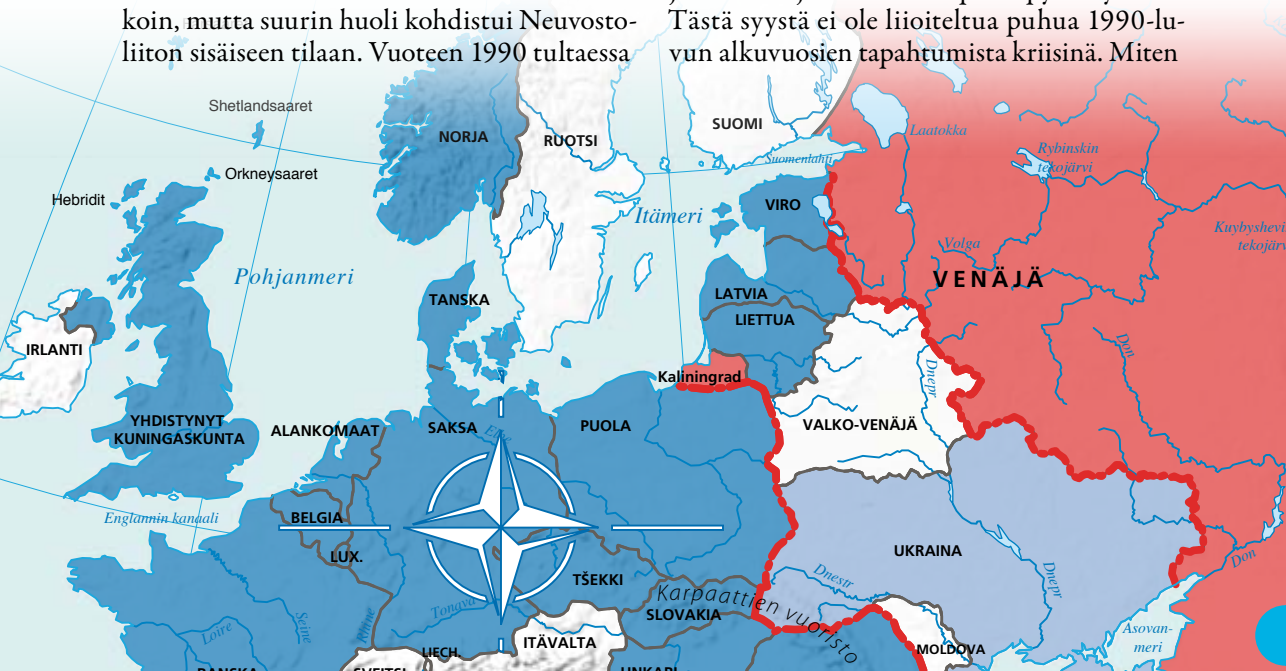 koin, mutta suurin huoli kohdistui Neuvosto-
liiton sisäiseen tilaan. Vuoteen 1990 tultaessa
Tästä syystä ei ole liioiteltua puhua 1990-lu-
vun alkuvuosien tapahtumista kriisinä. Miten
Shetlandsaaret
Orkneysaaret
Hebridit
NORJA
RUOTSI
SUOMI
Laatokka
Suomenlahti
Rybinskin
tekojärvi
Itämeri
VIRO
Volga
Kuybyshevi
tekojärv
Pohjanmeri
VENÄJÄ
TANSKA
LATVIA
LIETTUA
IRLANTI
Kaliningrad
Don
Dnepr
YHDISTYNYT
KUNINGASKUNTA
ALANKOMAAT
SAKSA
PUOLA
VALKO-VENÄJÄ
Englannin kanaali
BELGIA
LUX.
UKRAINA
Don
TŠEKKI
Dnestr
Dnepr
Karpaattien vuoristo
SLOVAKIA
Tonava
Loire
Seine
ITÄVALTA
LIECH.
MOLDOVA
Asovan-
meri